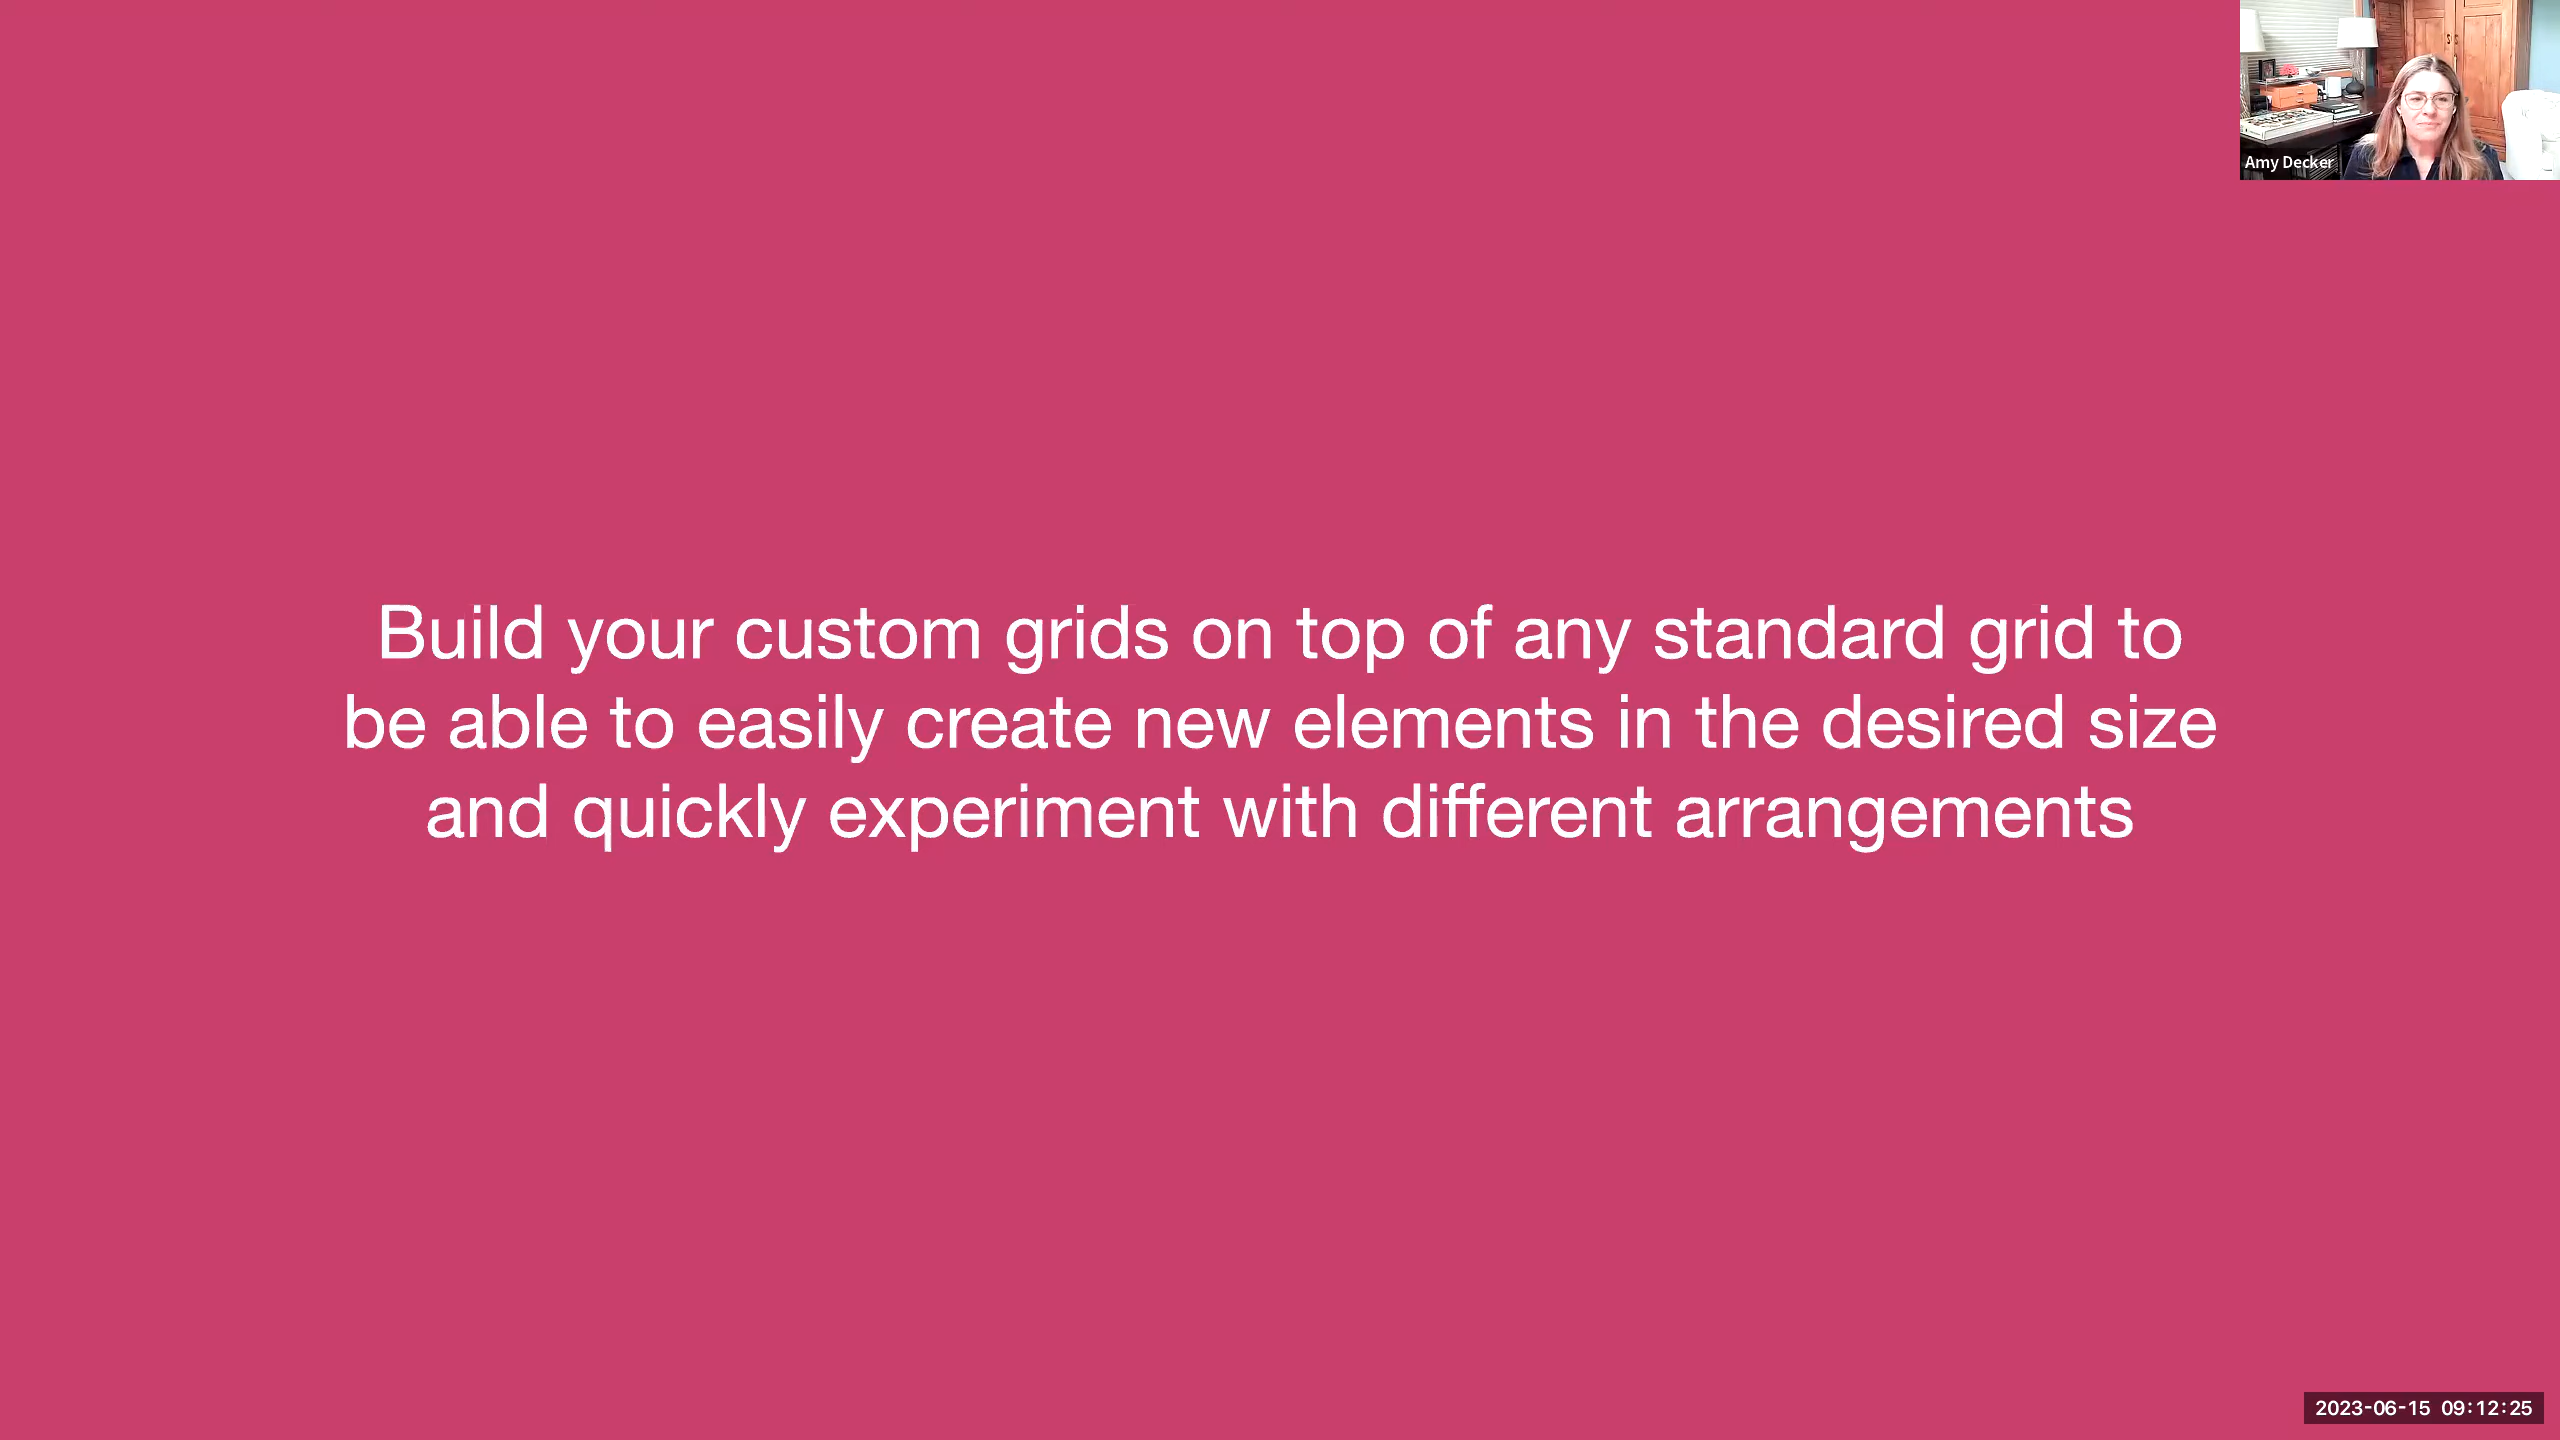 Amy Decker
Build your custom grids on top of any standard grid to
be able to easily create new elements in the desired size
and quickly experiment with different arrangements
2023-06-15 09:12:25